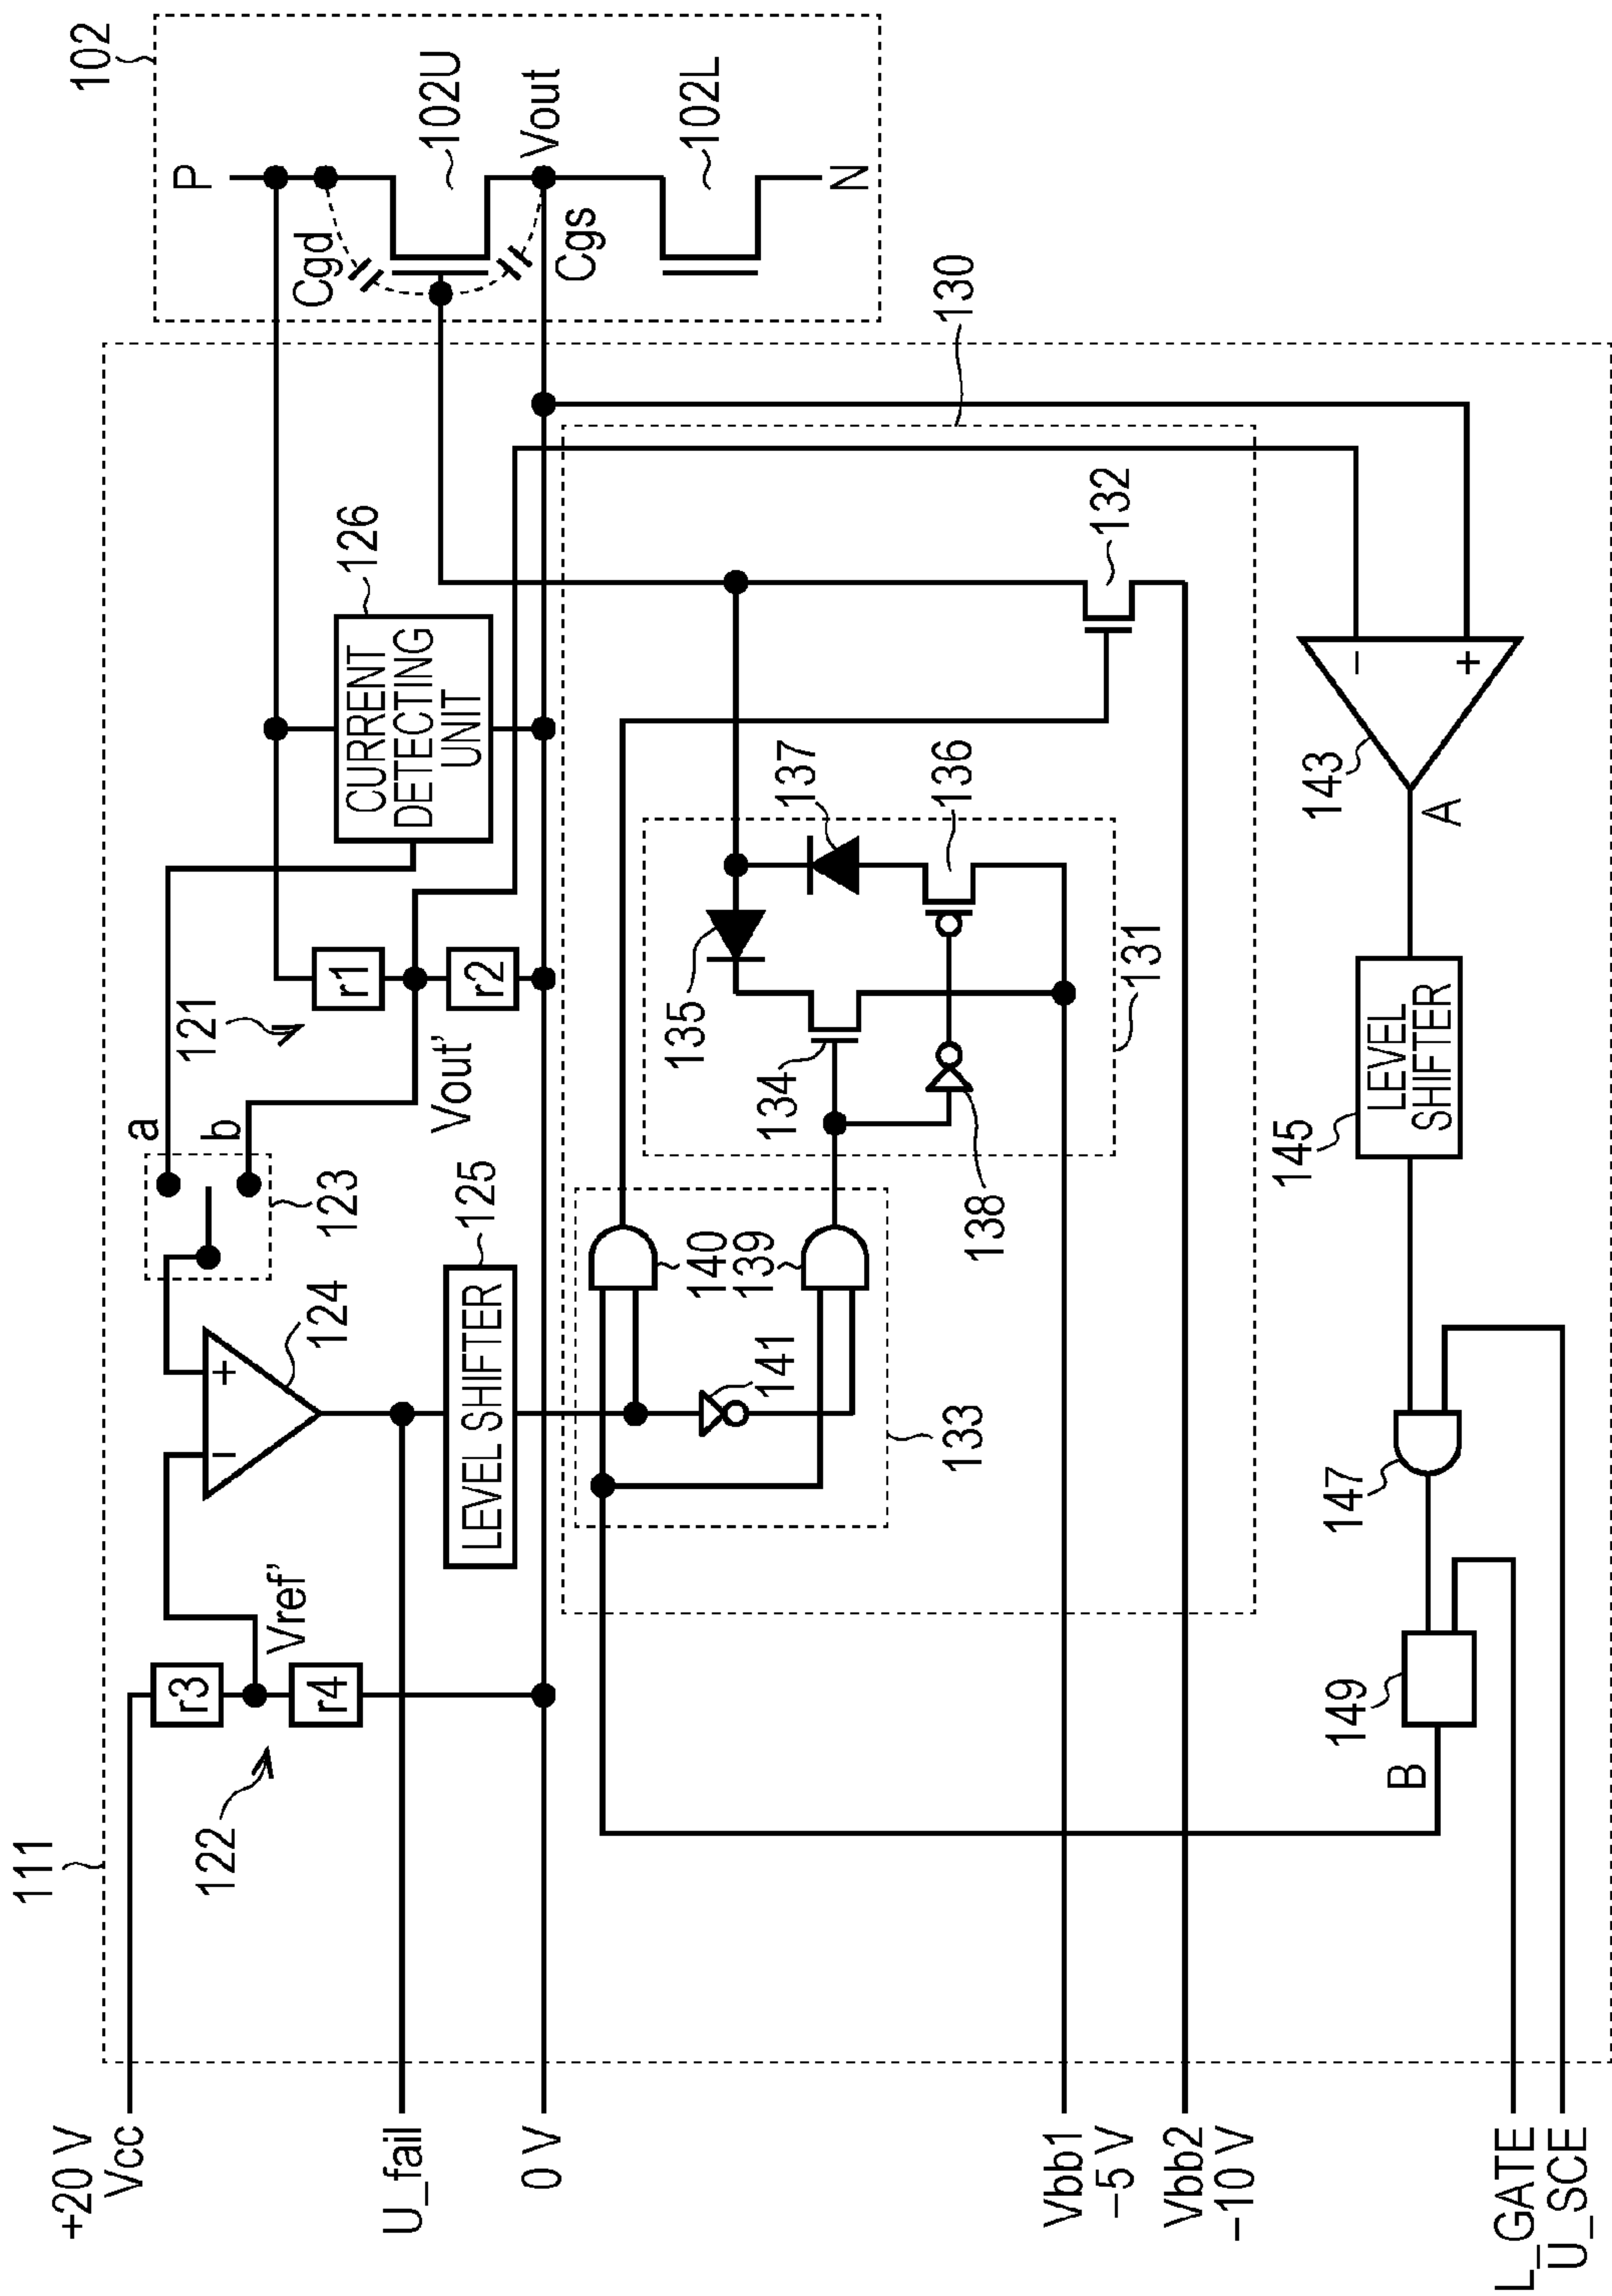 111
+20 V
Vcc
U_fail
0 V
Vbb1
−5 V
Vbb2
−10 V
L_GATE
U_SCE
122
r3
r4
Vref'
−
+
124
123
a
b
LEVEL SHIFTER
125
121
r1
r2
Vout'
CURRENT
DETECTING
UNIT
126
102
P
Cgd
102U
Vout
Cgs
102L
N
130
133
141
140
139
138
134
135
137
136
131
132
B
149
147
145
LEVEL
SHIFTER
A
143
−
+